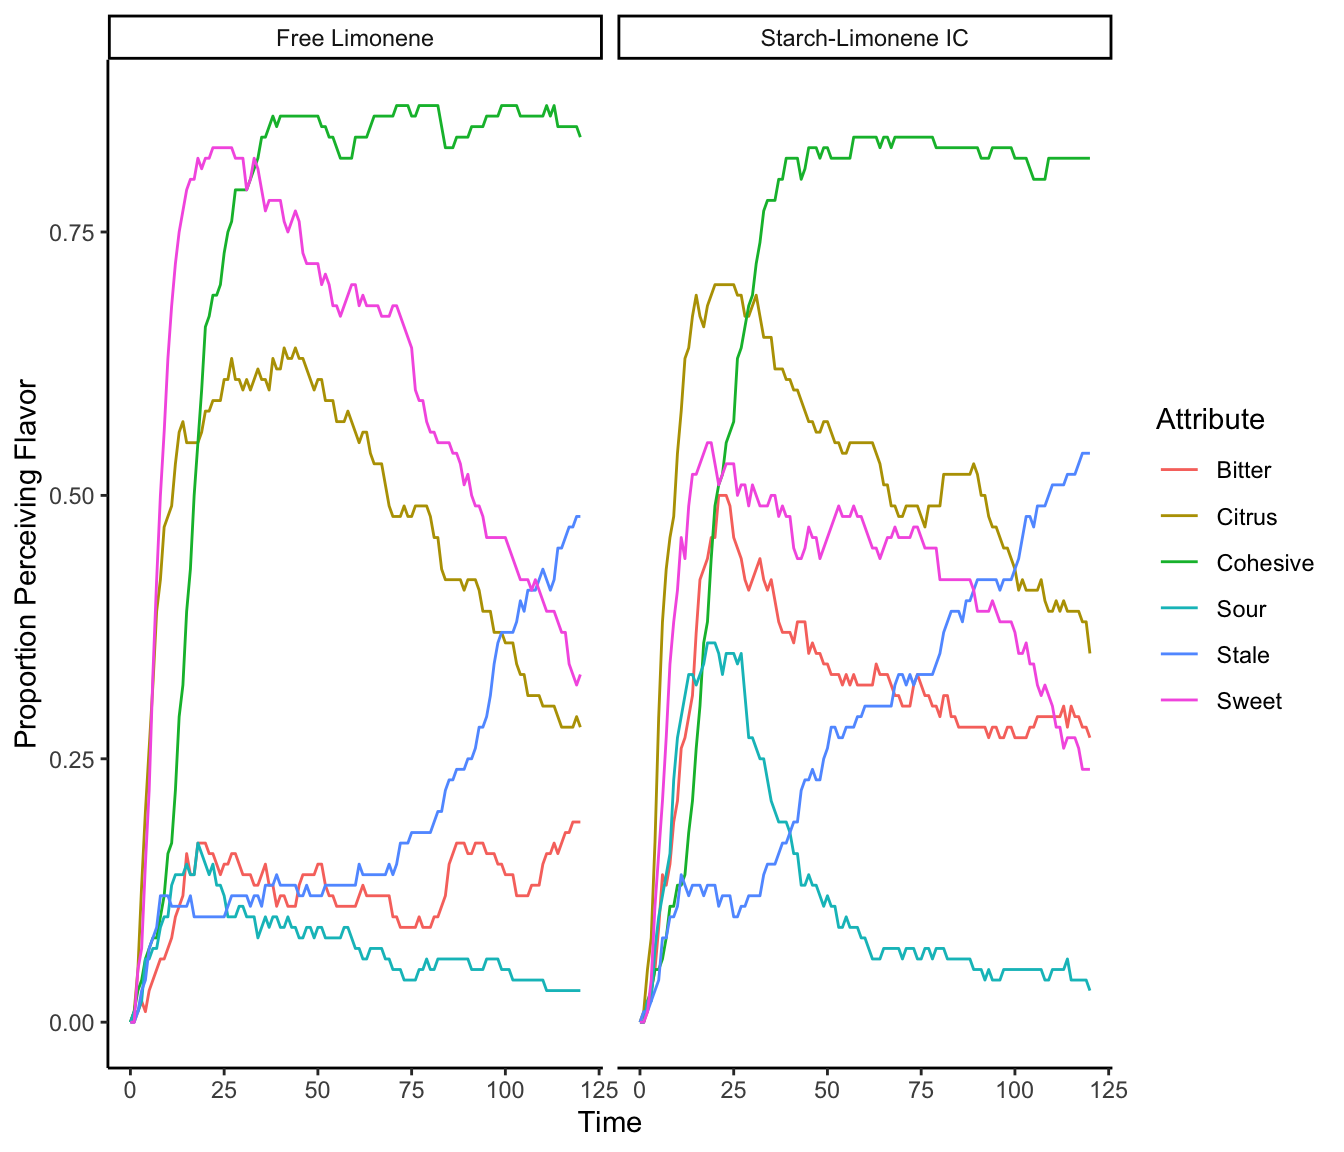 Free Limonene
Starch-Limonene IC
Proportion Perceiving Flavor
0.75
0.50
0.25
0.00
0 25 50 75 100 125
0 25 50 75 100 125
Time
Attribute
Bitter
Citrus
Cohesive
Sour
Stale
Sweet